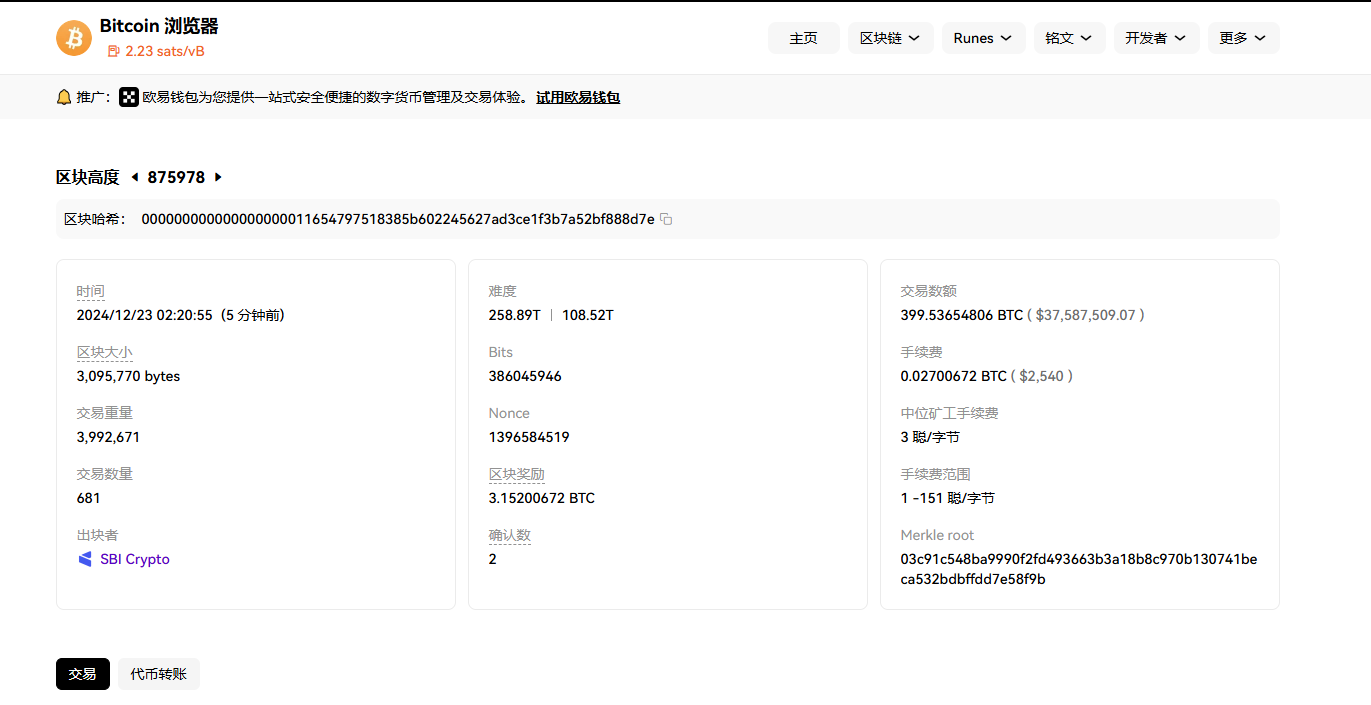 Bitcoin 浏览器
2.23 sats/vB
主页 区块链 Runes 铭文 开发者 更多
推广： 欧易钱包为您提供一站式安全便捷的数字货币管理及交易体验。 试用欧易钱包
区块高度 875978
区块哈希： 00000000000000000001165479751838​5b602245627ad3ce1f3b7a52bf888d7e
时间
2024/12/23 02:20:55 (5 分钟前)
区块大小
3,095,770 bytes
交易重量
3,992,671
交易数量
681
出块者
SBI Crypto
难度
258.89T | 108.52T
Bits
386045946
Nonce
1396584519
区块奖励
3.15200672 BTC
确认数
2
交易数额
399.53654806 BTC ( $37,587,509.07 )
手续费
0.02700672 BTC ( $2,540 )
中位矿工手续费
3 聪/字节
手续费范围
1 -151 聪/字节
Merkle root
03c91c548ba9990f2fd493663b3a18b8c970b130741be
ca532bdbffdd7e58f9b
交易 代币转账